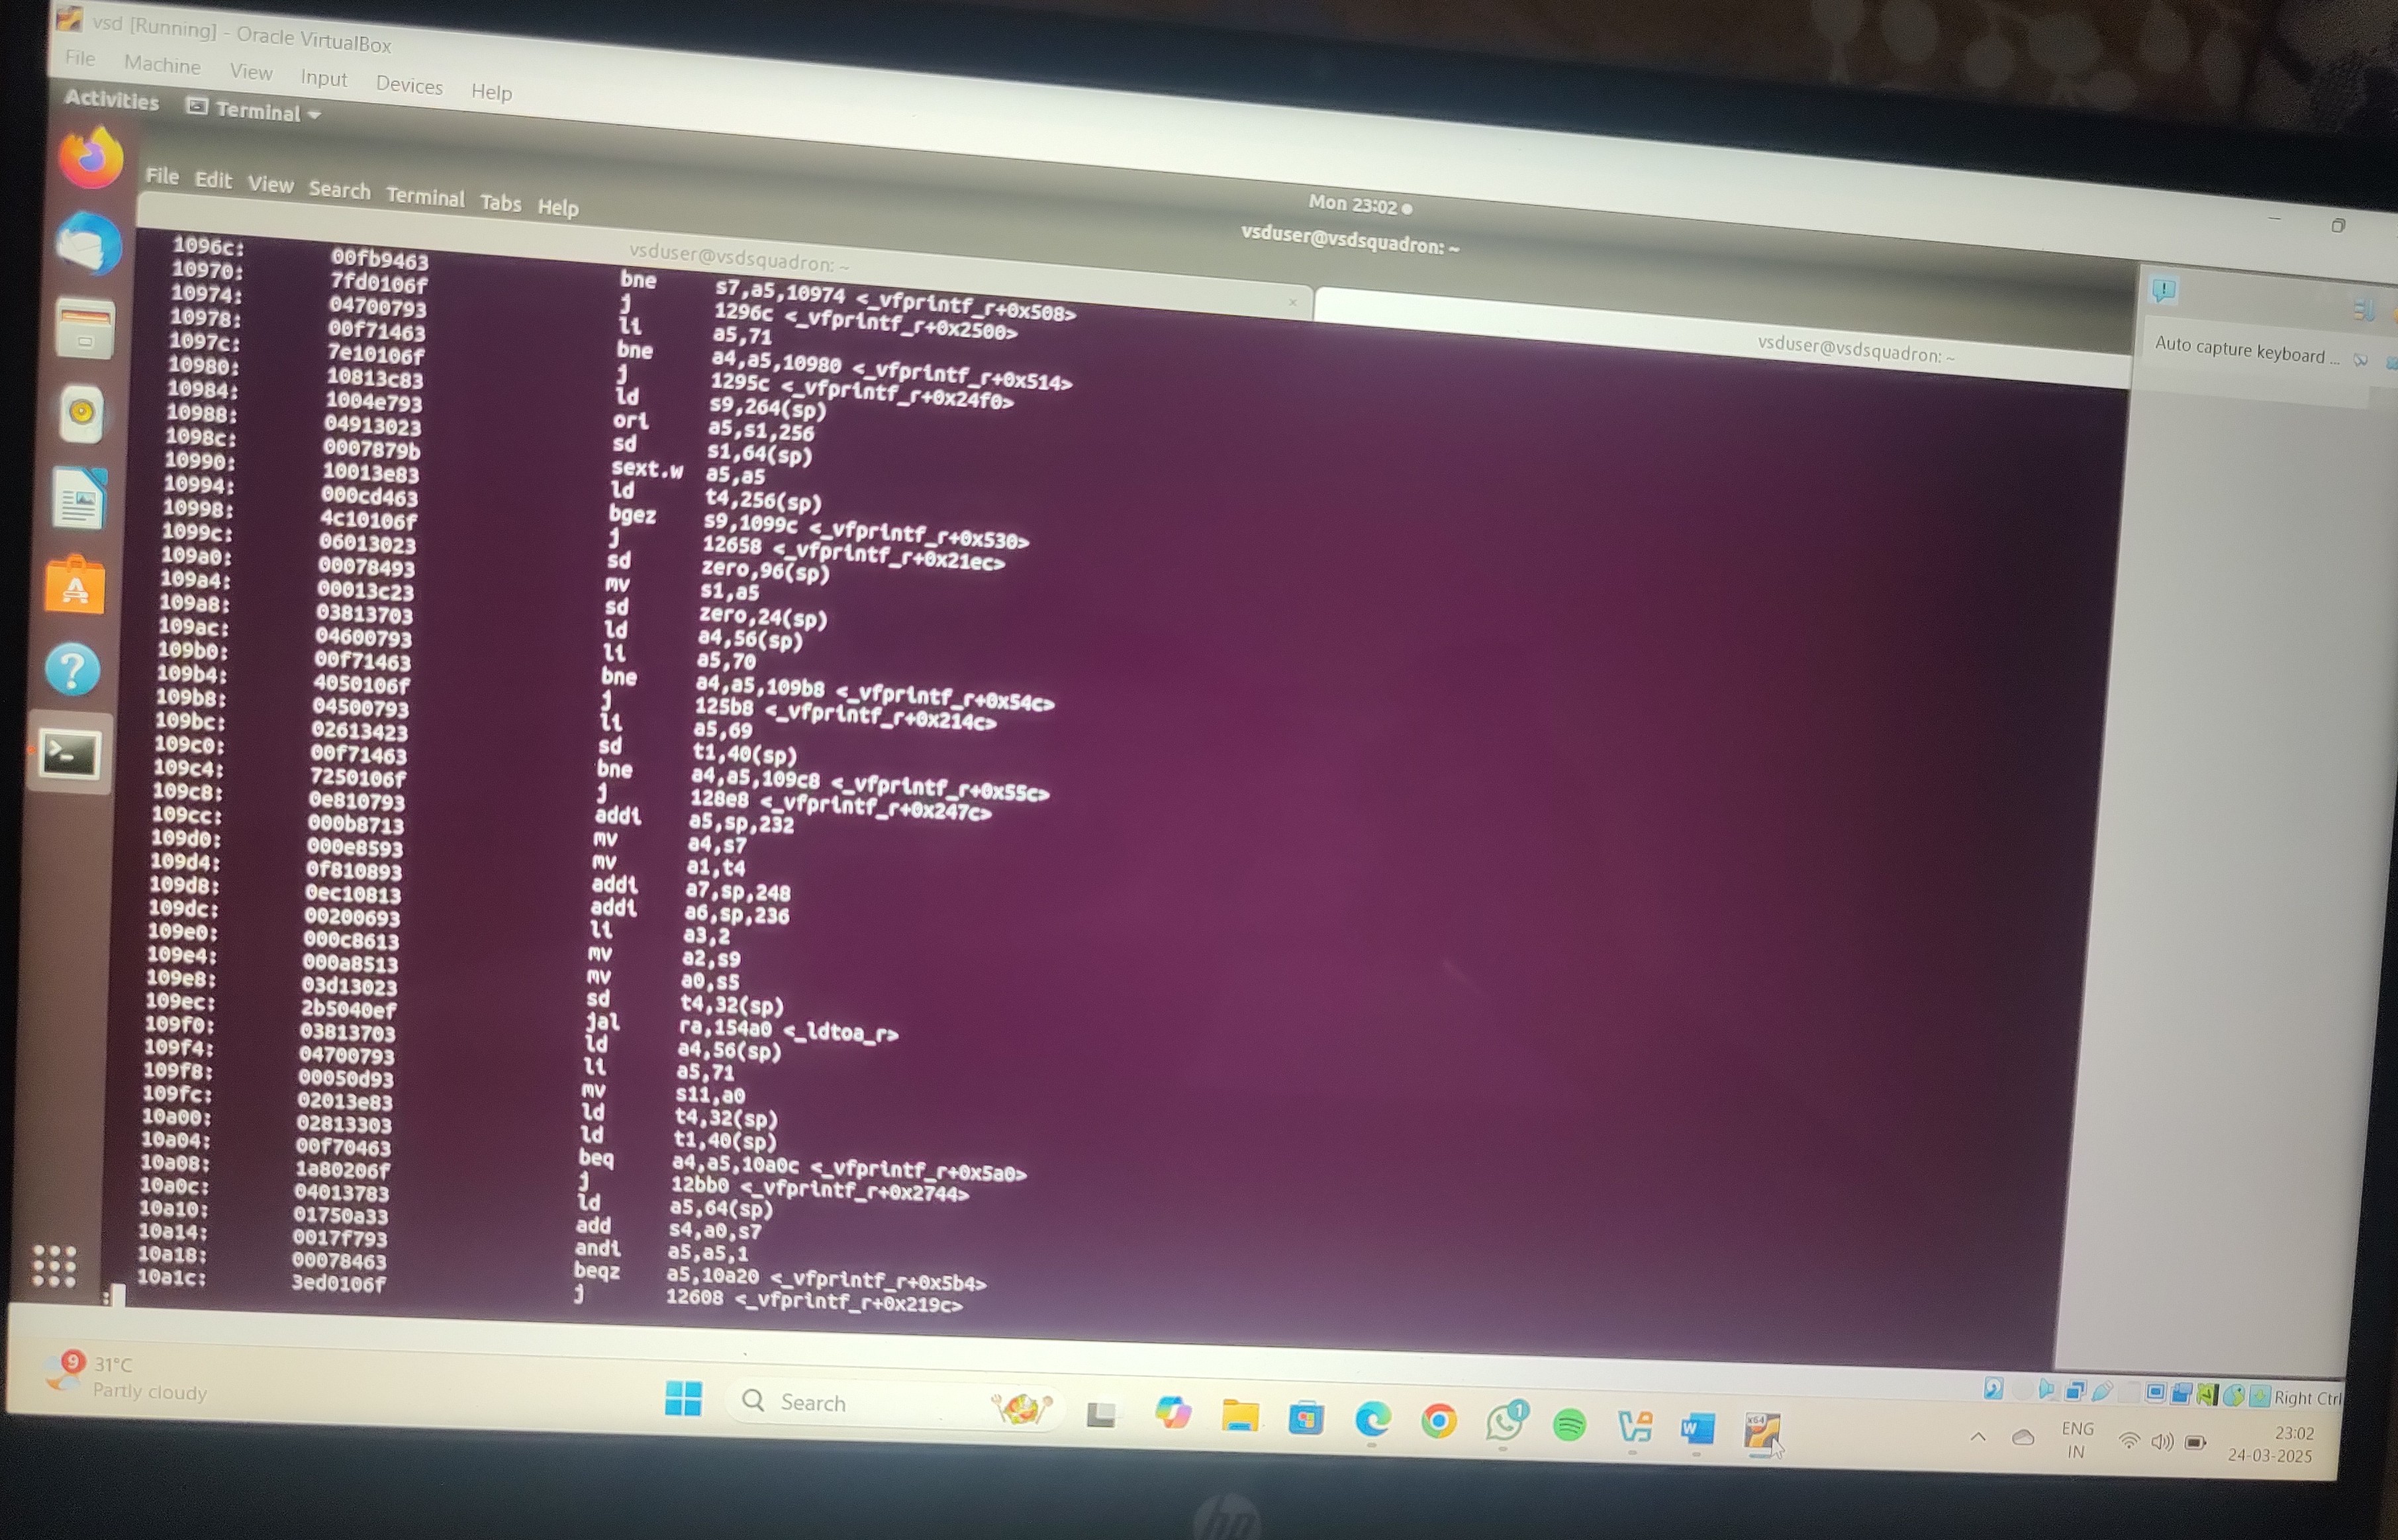 vsd [Running] - Oracle VirtualBox
File Machine View Input Devices Help
Activities Terminal
Mon 23:02
vsduser@vsdsquadron: ~
File Edit View Search Terminal Tabs Help
vsduser@vsdsquadron: ~ ×
vsduser@vsdsquadron: ~
Auto capture keyboard ...
1096c: 00fb9463 bne s7,a5,10974 <_vfprintf_r+0x508>
10970: 7fd0106f j 1296c <_vfprintf_r+0x2500>
10974: 04700793 li a5,71
10978: 00f71463 bne a4,a5,10980 <_vfprintf_r+0x514>
1097c: 7e10106f j 1295c <_vfprintf_r+0x24f0>
10980: 10813c83 ld s9,264(sp)
10984: 1004e793 ori a5,s1,256
10988: 04913023 sd s1,64(sp)
1098c: 0007879b sext.w a5,a5
10990: 10013e83 ld t4,256(sp)
10994: 000cd463 bgez s9,1099c <_vfprintf_r+0x530>
10998: 4c10106f j 12658 <_vfprintf_r+0x21ec>
1099c: 06013023 sd zero,96(sp)
109a0: 00078493 mv s1,a5
109a4: 00013c23 sd zero,24(sp)
109a8: 03813703 ld a4,56(sp)
109ac: 04600793 li a5,70
109b0: 00f71463 bne a4,a5,109b8 <_vfprintf_r+0x54c>
109b4: 4050106f j 125b8 <_vfprintf_r+0x214c>
109b8: 04500793 li a5,69
109bc: 02613423 sd t1,40(sp)
109c0: 00f71463 bne a4,a5,109c8 <_vfprintf_r+0x55c>
109c4: 7250106f j 128e8 <_vfprintf_r+0x247c>
109c8: 0e810793 addi a5,sp,232
109cc: 000b8713 mv a4,s7
109d0: 000e8593 mv a1,t4
109d4: 0f810893 addi a7,sp,248
109d8: 0ec10813 addi a6,sp,236
109dc: 00200693 li a3,2
109e0: 000c8613 mv a2,s9
109e4: 000a8513 mv a0,s5
109e8: 03d13023 sd t4,32(sp)
109ec: 2b5040ef jal ra,154a0 <_ldtoa_r>
109f0: 03813703 ld a4,56(sp)
109f4: 04700793 li a5,71
109f8: 00050d93 mv s11,a0
109fc: 02013e83 ld t4,32(sp)
10a00: 02813303 ld t1,40(sp)
10a04: 00f70463 beq a4,a5,10a0c <_vfprintf_r+0x5a0>
10a08: 1a80206f j 12bb0 <_vfprintf_r+0x2744>
10a0c: 04013783 ld a5,64(sp)
10a10: 01750a33 add s4,a0,s7
10a14: 0017f793 andi a5,a5,1
10a18: 00078463 beqz a5,10a20 <_vfprintf_r+0x5b4>
10a1c: 3ed0106f j 12608 <_vfprintf_r+0x219c>
:
Right Ctrl
9 31°C
Partly cloudy
Search
1
x64
ENG
IN
23:02
24-03-2025
hp